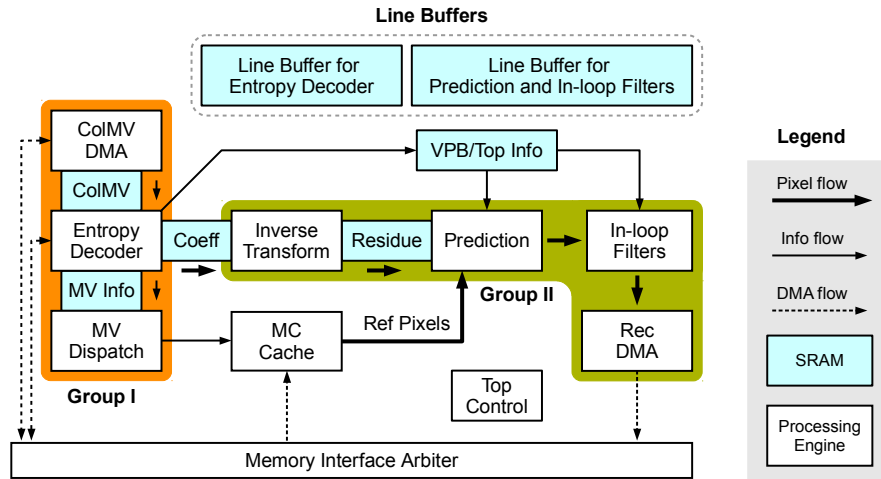 Line Buffers
Line Buffer for
Entropy Decoder
Line Buffer for
Prediction and In-loop Filters
ColMV
DMA
ColMV
Entropy
Decoder
MV Info
MV
Dispatch
Group I
Coeff
Inverse
Transform
Residue
VPB/Top Info
Prediction
In-loop
Filters
Group II
MC
Cache
Ref Pixels
Rec
DMA
Top
Control
Memory Interface Arbiter
Legend
Pixel flow
Info flow
DMA flow
SRAM
Processing
Engine